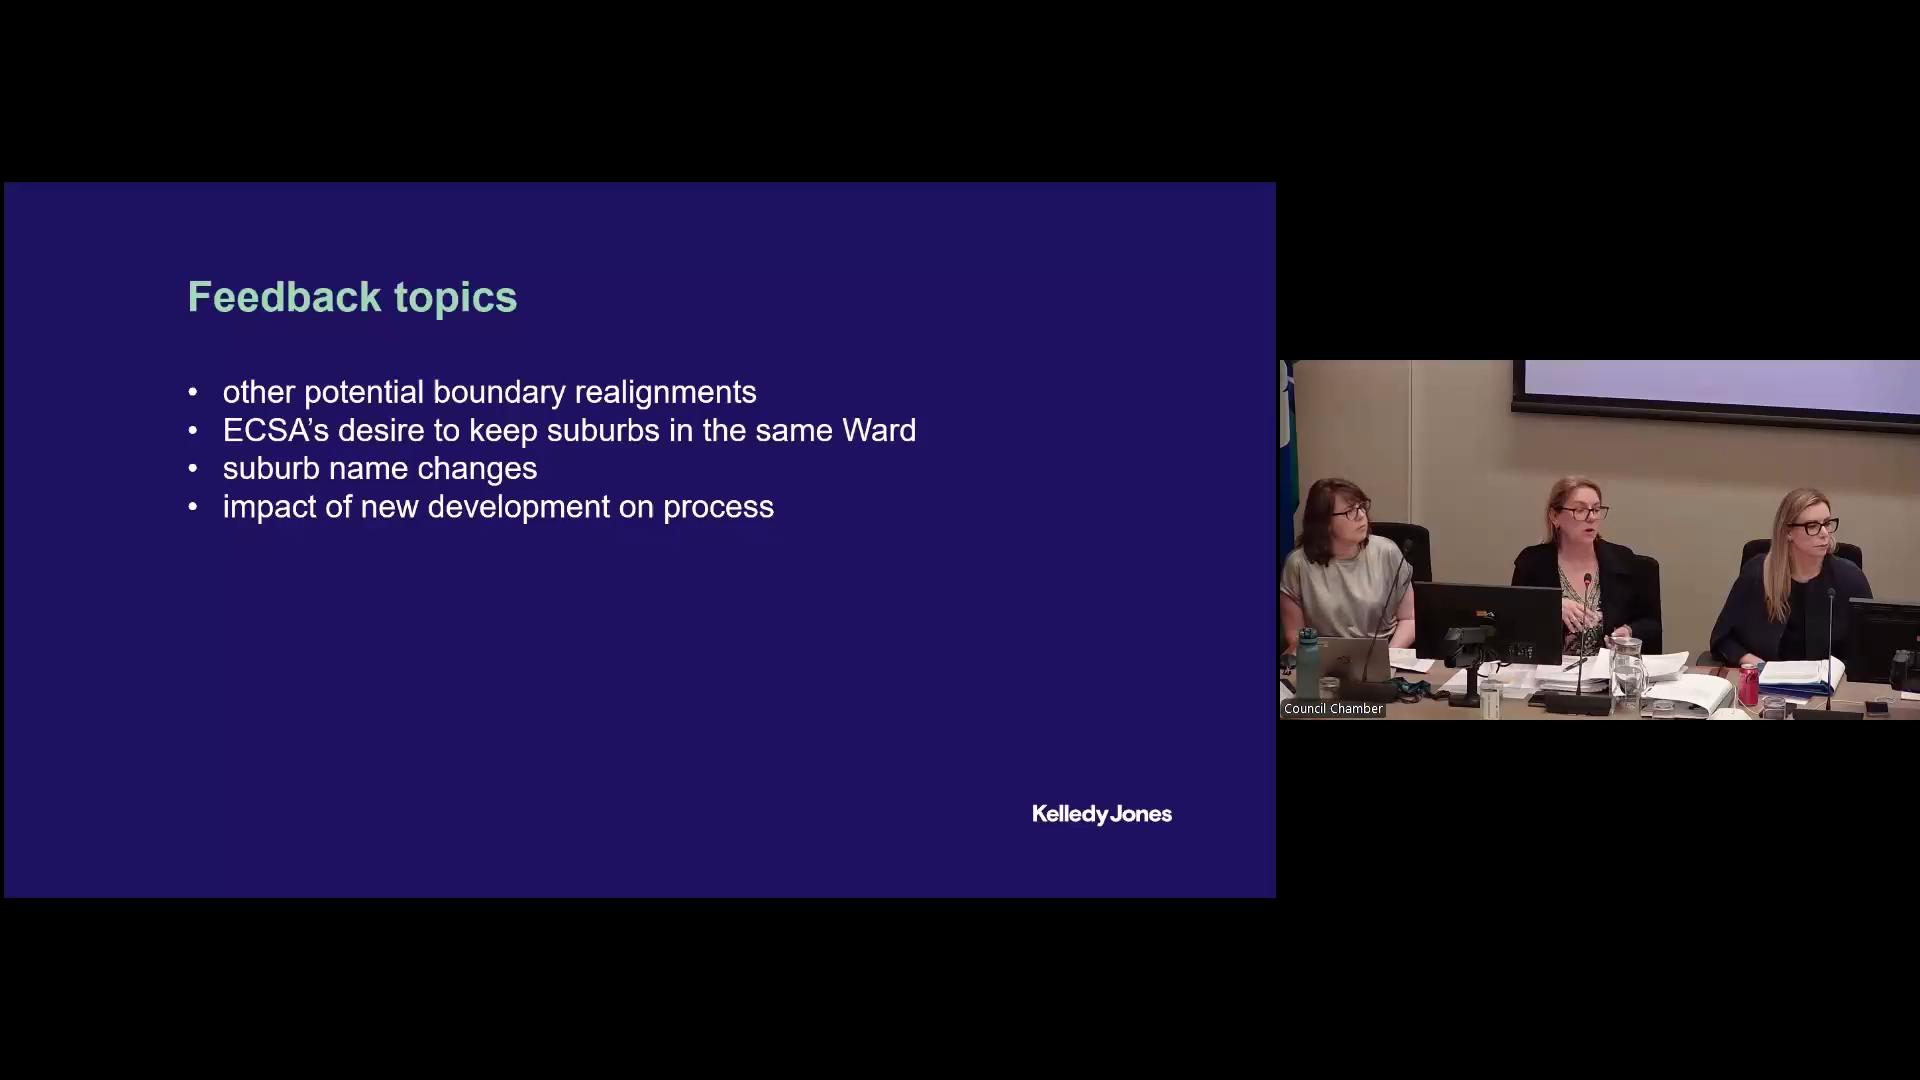 Feedback topics
• other potential boundary realignments
• ECSA’s desire to keep suburbs in the same Ward
• suburb name changes
• impact of new development on process
KelledyJones
Council Chamber